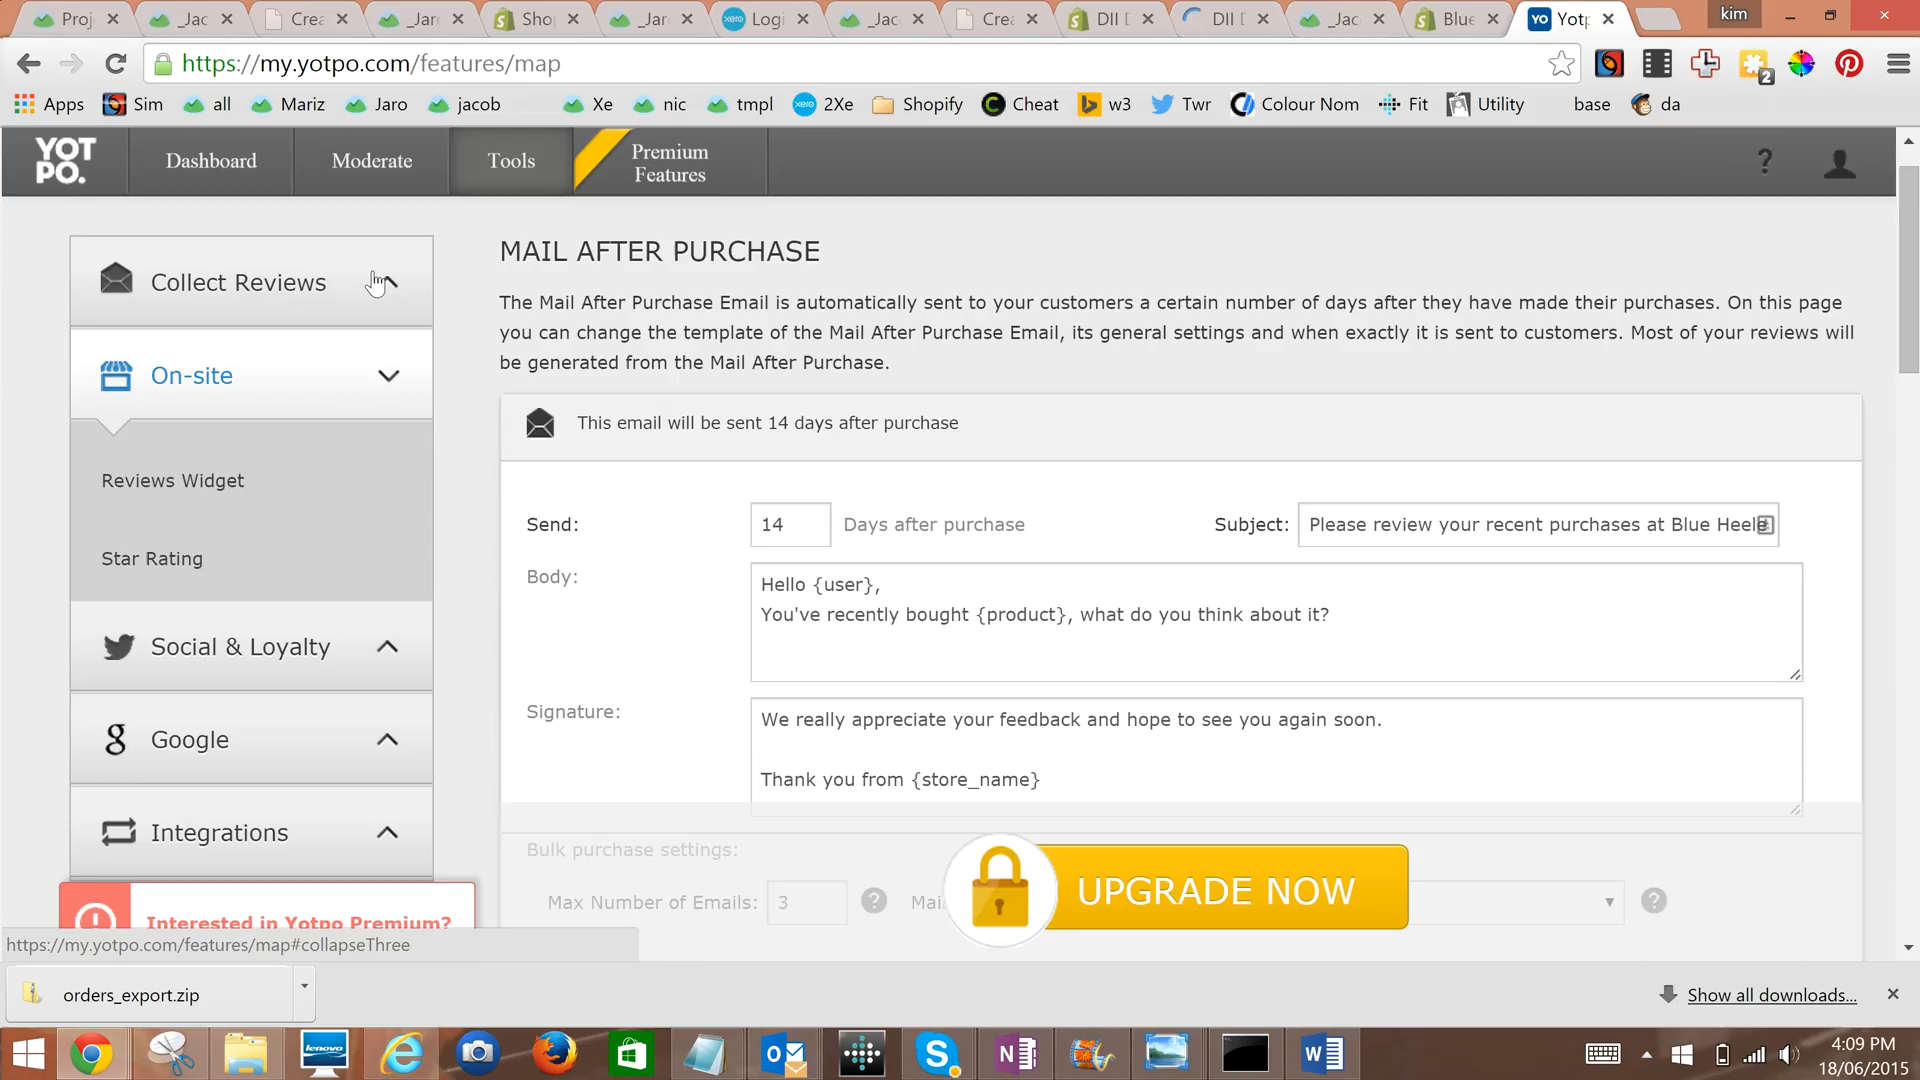 Proj
_Jac
Crea
_Jaro
Shop
_Jar
Logi
_Jac
Crea
DII
DII
_Jac
Blue
Yotp
kim
https://my.yotpo.com/features/map
2
Apps Sim all Mariz Jaro jacob Xe nic tmpl 2Xe Shopify Cheat w3 Twr Colour Nom Fit Utility base da
YOT
PO.
Dashboard
Moderate
Tools
Premium
Features
?
Collect Reviews
On-site
Reviews Widget
Star Rating
Social & Loyalty
Google
Integrations
Interested in Yotpo Premium?
MAIL AFTER PURCHASE
The Mail After Purchase Email is automatically sent to your customers a certain number of days after they have made their purchases. On this page
you can change the template of the Mail After Purchase Email, its general settings and when exactly it is sent to customers. Most of your reviews will
be generated from the Mail After Purchase.
This email will be sent 14 days after purchase
Send: 14 Days after purchase
Subject: Please review your recent purchases at Blue Heele
Body:
Hello {user},
You've recently bought {product}, what do you think about it?
Signature:
We really appreciate your feedback and hope to see you again soon.
Thank you from {store_name}
Bulk purchase settings:
Max Number of Emails: 3 ? Mai
UPGRADE NOW
?
https://my.yotpo.com/features/map#collapseThree
orders_export.zip
Show all downloads...
4:09 PM
18/06/2015